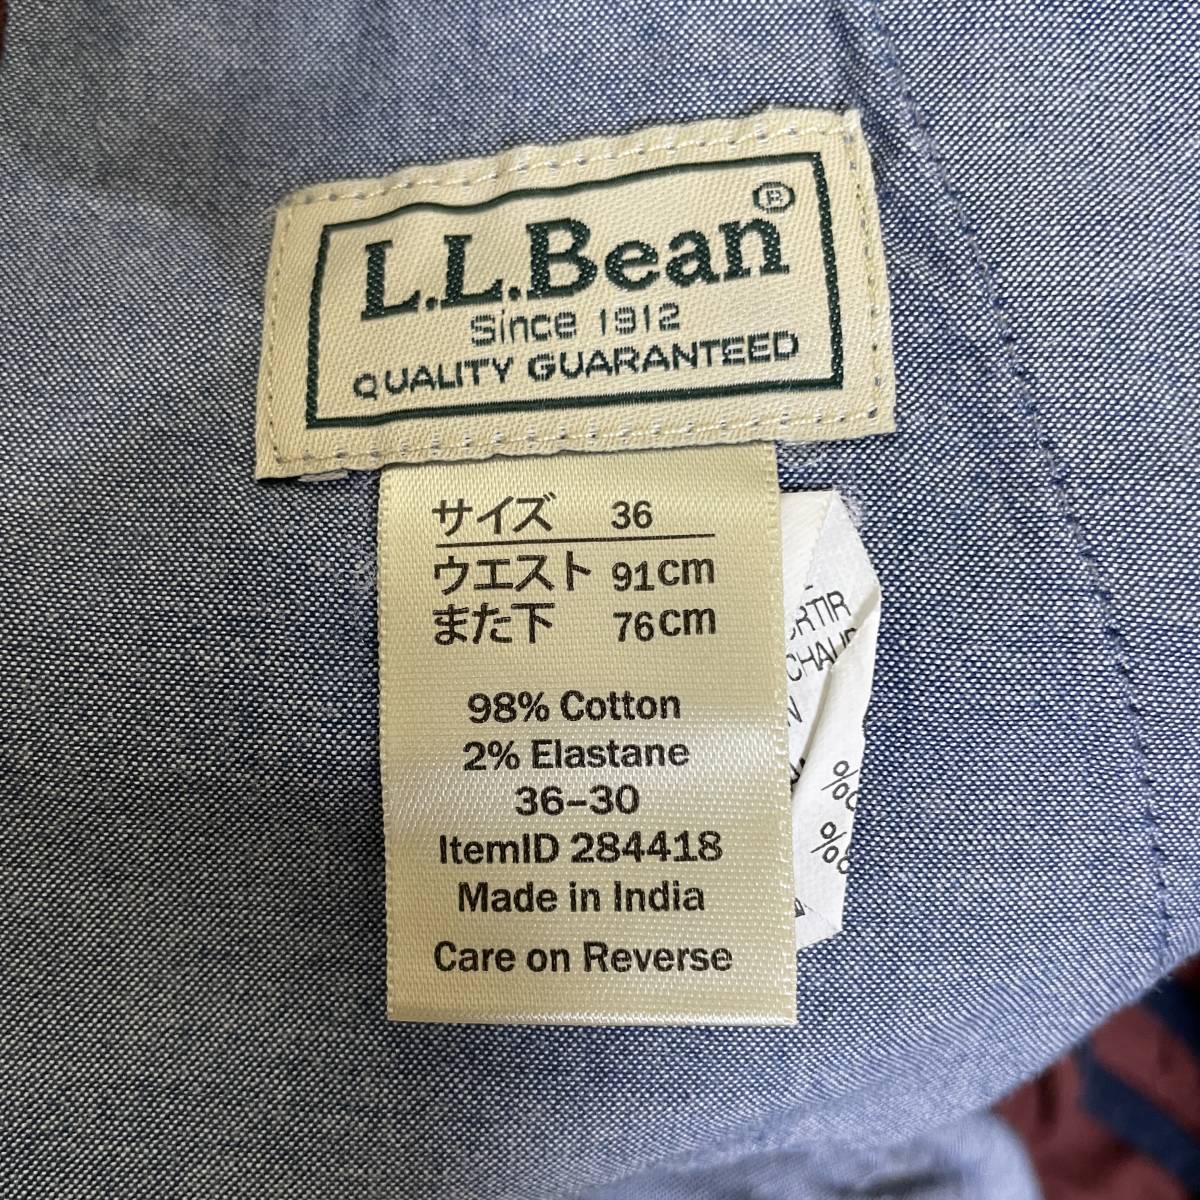 L.L.Bean®
Since 1912
QUALITY GUARANTEED
サイズ 36
ウエスト 91cm
また下 76cm
98% Cotton
2% Elastane
36-30
ItemID 284418
Made in India
Care on Reverse